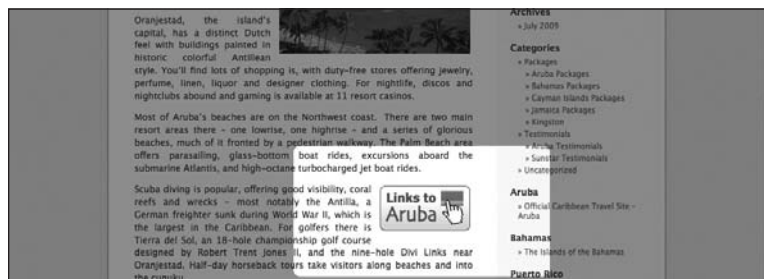 Oranjestad, the island's
capital, has a distinct Dutch
feel with buildings painted in
historic colorful Antillean
style. You'll find lots of shopping is, with duty-free stores offering jewelry,
perfume, linen, liquor and designer clothing. For nightlife, discos and
nightclubs abound and gaming is available at 11 resort casinos.
Most of Aruba's beaches are on the Northwest coast. There are two main
resort areas there - one lowrise, one highrise - and a series of glorious
beaches, much of it fronted by a pedestrian walkway. The Palm Beach area
offers parasailing, glass-bottom boat rides, excursions aboard the
submarine Atlantis, and high-octane turbocharged jet boat rides.
Scuba diving is popular, offering good visibility, coral
reefs and wrecks - most notably the Antilla, a
German freighter sunk during World War II, which is
the largest in the Caribbean. For golfers there is
Tierra del Sol, an 18-hole championship golf course
designed by Robert Trent Jones II, and the nine-hole Divi Links near
Oranjestad. Half-day horseback tours take visitors along beaches and into
the cunuku
Links to
Aruba
Archives
» July 2009
Categories
» Packages
» Aruba Packages
» Bahamas Packages
» Cayman Islands Packages
» Jamaica Packages
» Kingston
» Testimonials
» Aruba Testimonials
» Sunstar Testimonials
» Uncategorized
Aruba
» Official Caribbean Travel Site -
Aruba
Bahamas
» The Islands of the Bahamas
Puerto Rico